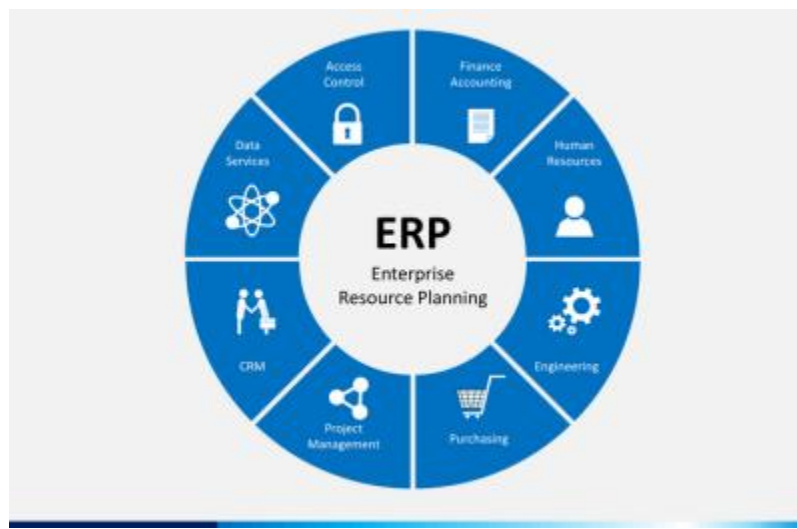 ERP
Enterprise
Resource Planning
Finance
Accounting
Human
Resources
Engineering
Purchasing
Project
Management
CRM
Data
Services
Access
Control